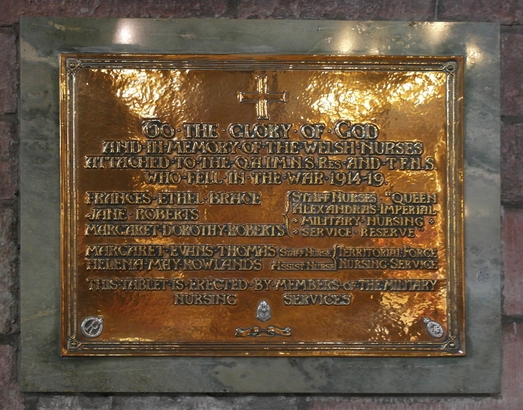 TO · THE · GLORY · OF · GOD
AND · IN · MEMORY · OF · THE · WELSH · NURSES
ATTACHED · TO · THE · Q.A.I.M.N.S. RES. · AND · T.F.N.S.
WHO · FELL · IN · THE · WAR · 1914-19.
FRANCES · ETHEL · BRACE
JANE · ROBERTS
MARGARET · DOROTHY · ROBERTS
STAFF NURSES · "QUEEN
ALEXANDRA'S IMPERIAL
· MILITARY · NURSING ·
· SERVICE · RESERVE ·
MARGARET · EVANS · THOMAS STAFF NURSE
HELENA · MAY · ROWLANDS ASSIST NURSE
TERRITORIAL · FORCE
NURSING · SERVICE
THIS · TABLET · IS · ERECTED · BY · MEMBERS · OF · THE · MILITARY
NURSING SERVICES